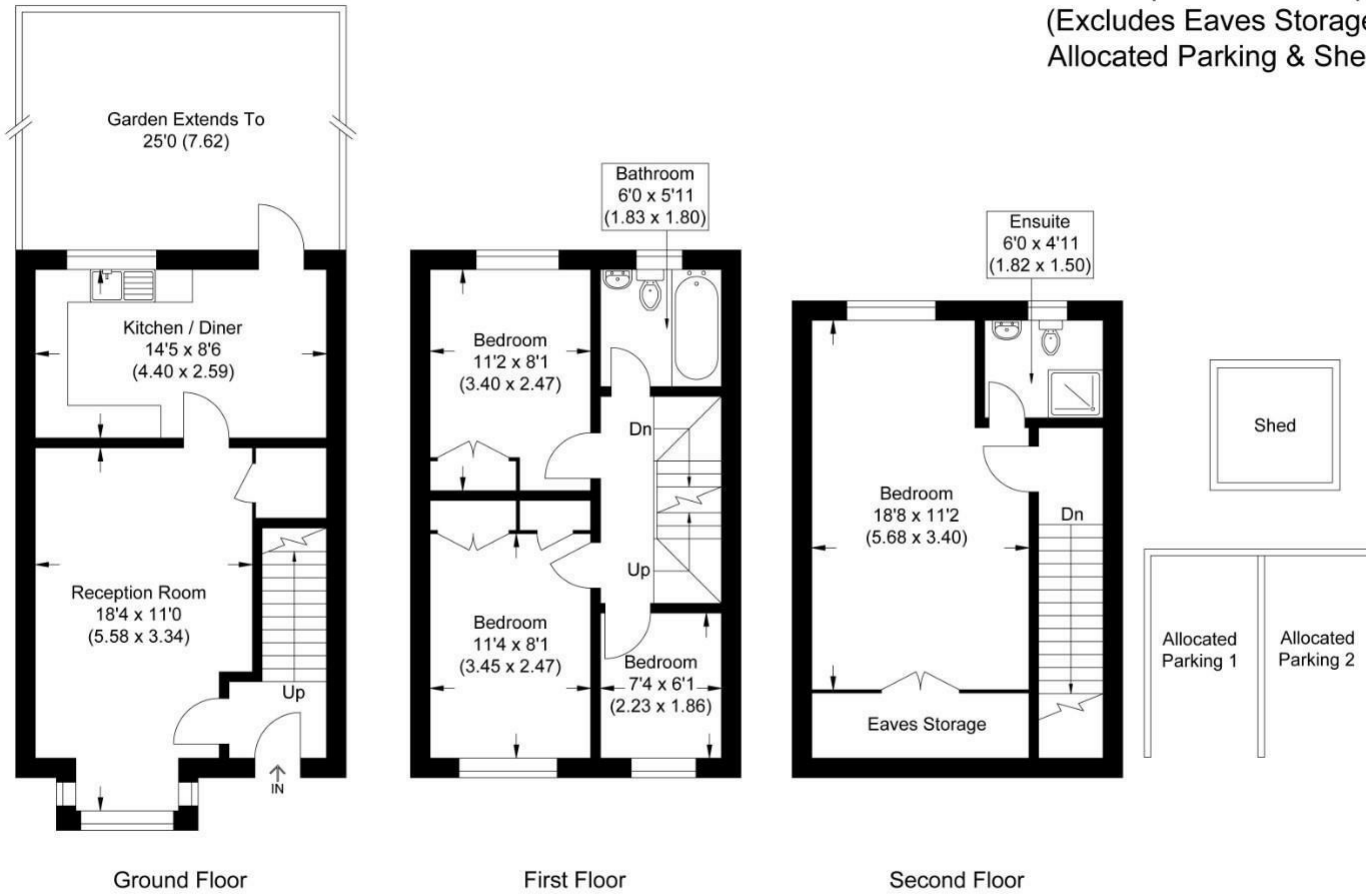 (Excludes Eaves Storage
Allocated Parking & She
Garden Extends To
25'0 (7.62)
Kitchen / Diner
14'5 x 8'6
(4.40 x 2.59)
Reception Room
18'4 x 11'0
(5.58 x 3.34)
Up
IN
Ground Floor
Bathroom
6'0 x 5'11
(1.83 x 1.80)
Bedroom
11'2 x 8'1
(3.40 x 2.47)
Dn
Up
Bedroom
11'4 x 8'1
(3.45 x 2.47)
Bedroom
7'4 x 6'1
(2.23 x 1.86)
First Floor
Ensuite
6'0 x 4'11
(1.82 x 1.50)
Bedroom
18'8 x 11'2
(5.68 x 3.40)
Dn
Eaves Storage
Second Floor
Shed
Allocated
Parking 1
Allocated
Parking 2